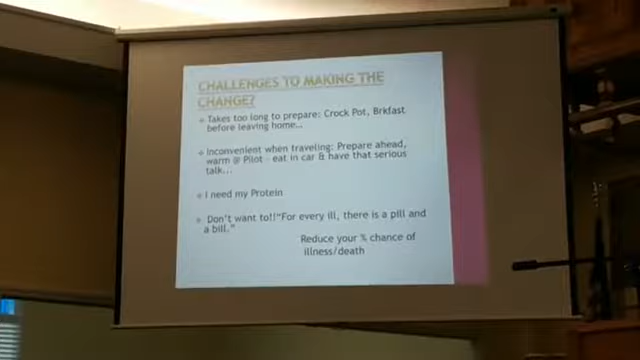 CHALLENGES TO MAKING THE
CHANGE?
Takes too long to prepare: Crock Pot, Brkfast
before leaving home..
Inconvenient when traveling: Prepare ahead,
warm @ Pilot - eat in car & have that serious
talk...
I need my Protein
Don't want to!!"For every ill, there is a pill and
a bill."
Reduce your % chance of
illness/death